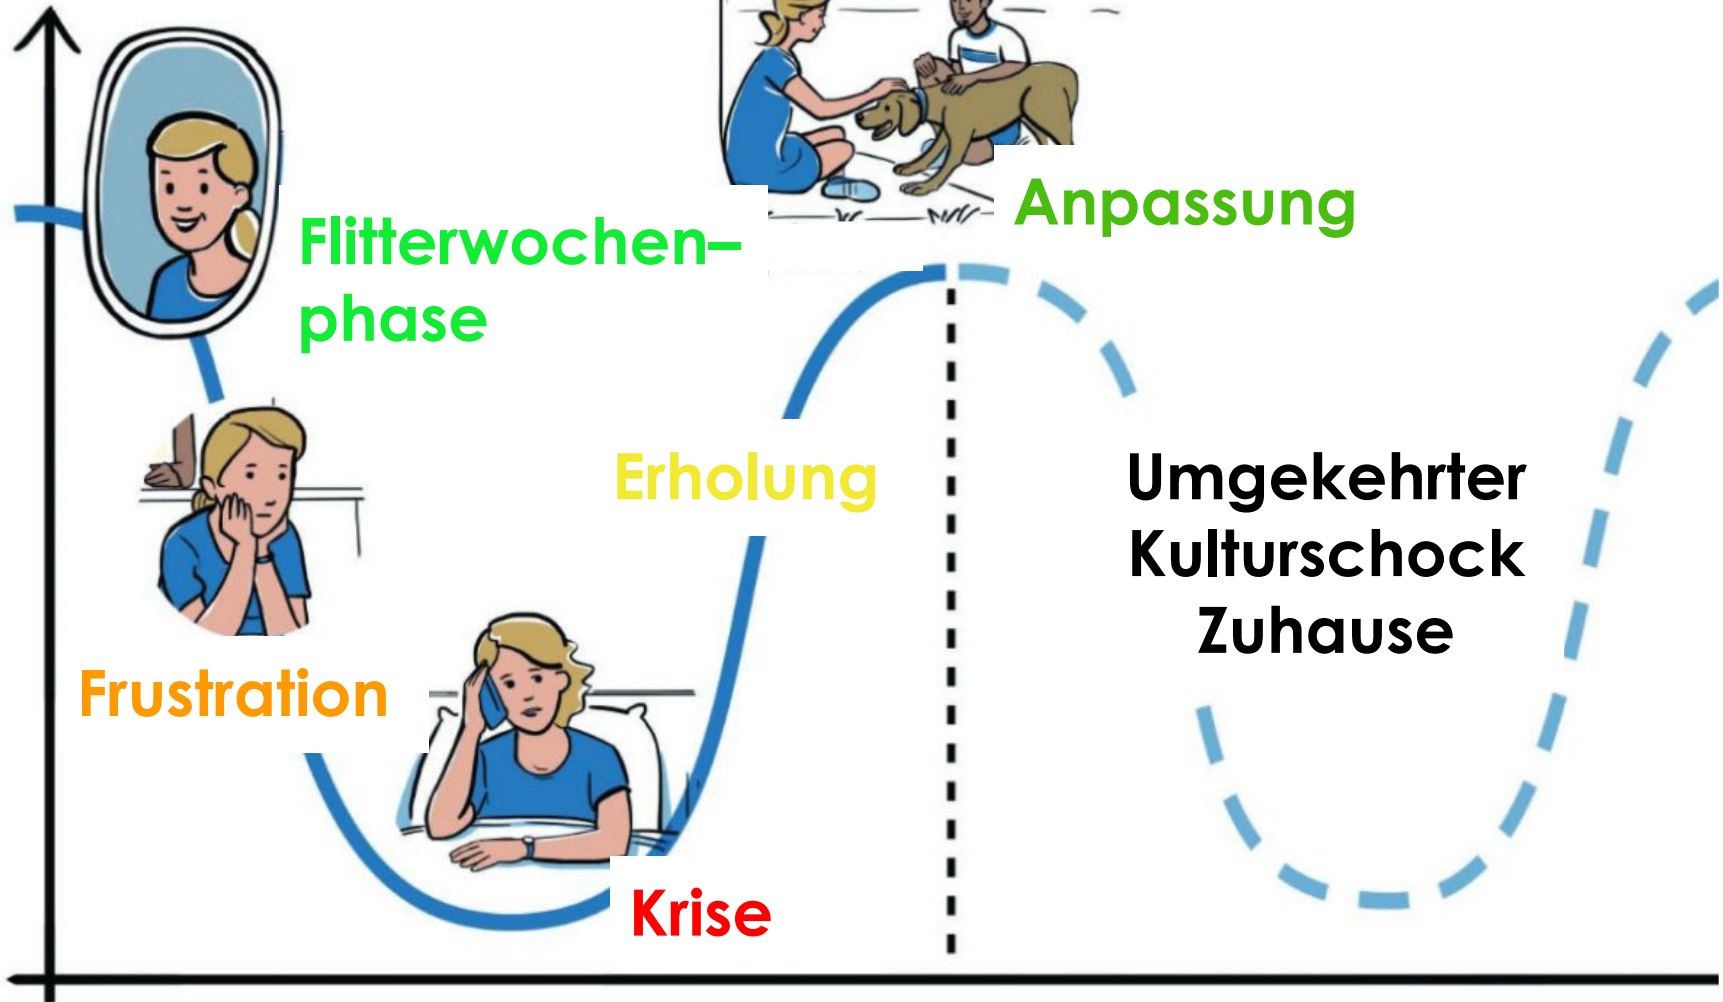 Flitterwochen–
phase
Anpassung
Frustration
Erholung
Krise
Umgekehrter
Kulturschock
Zuhause